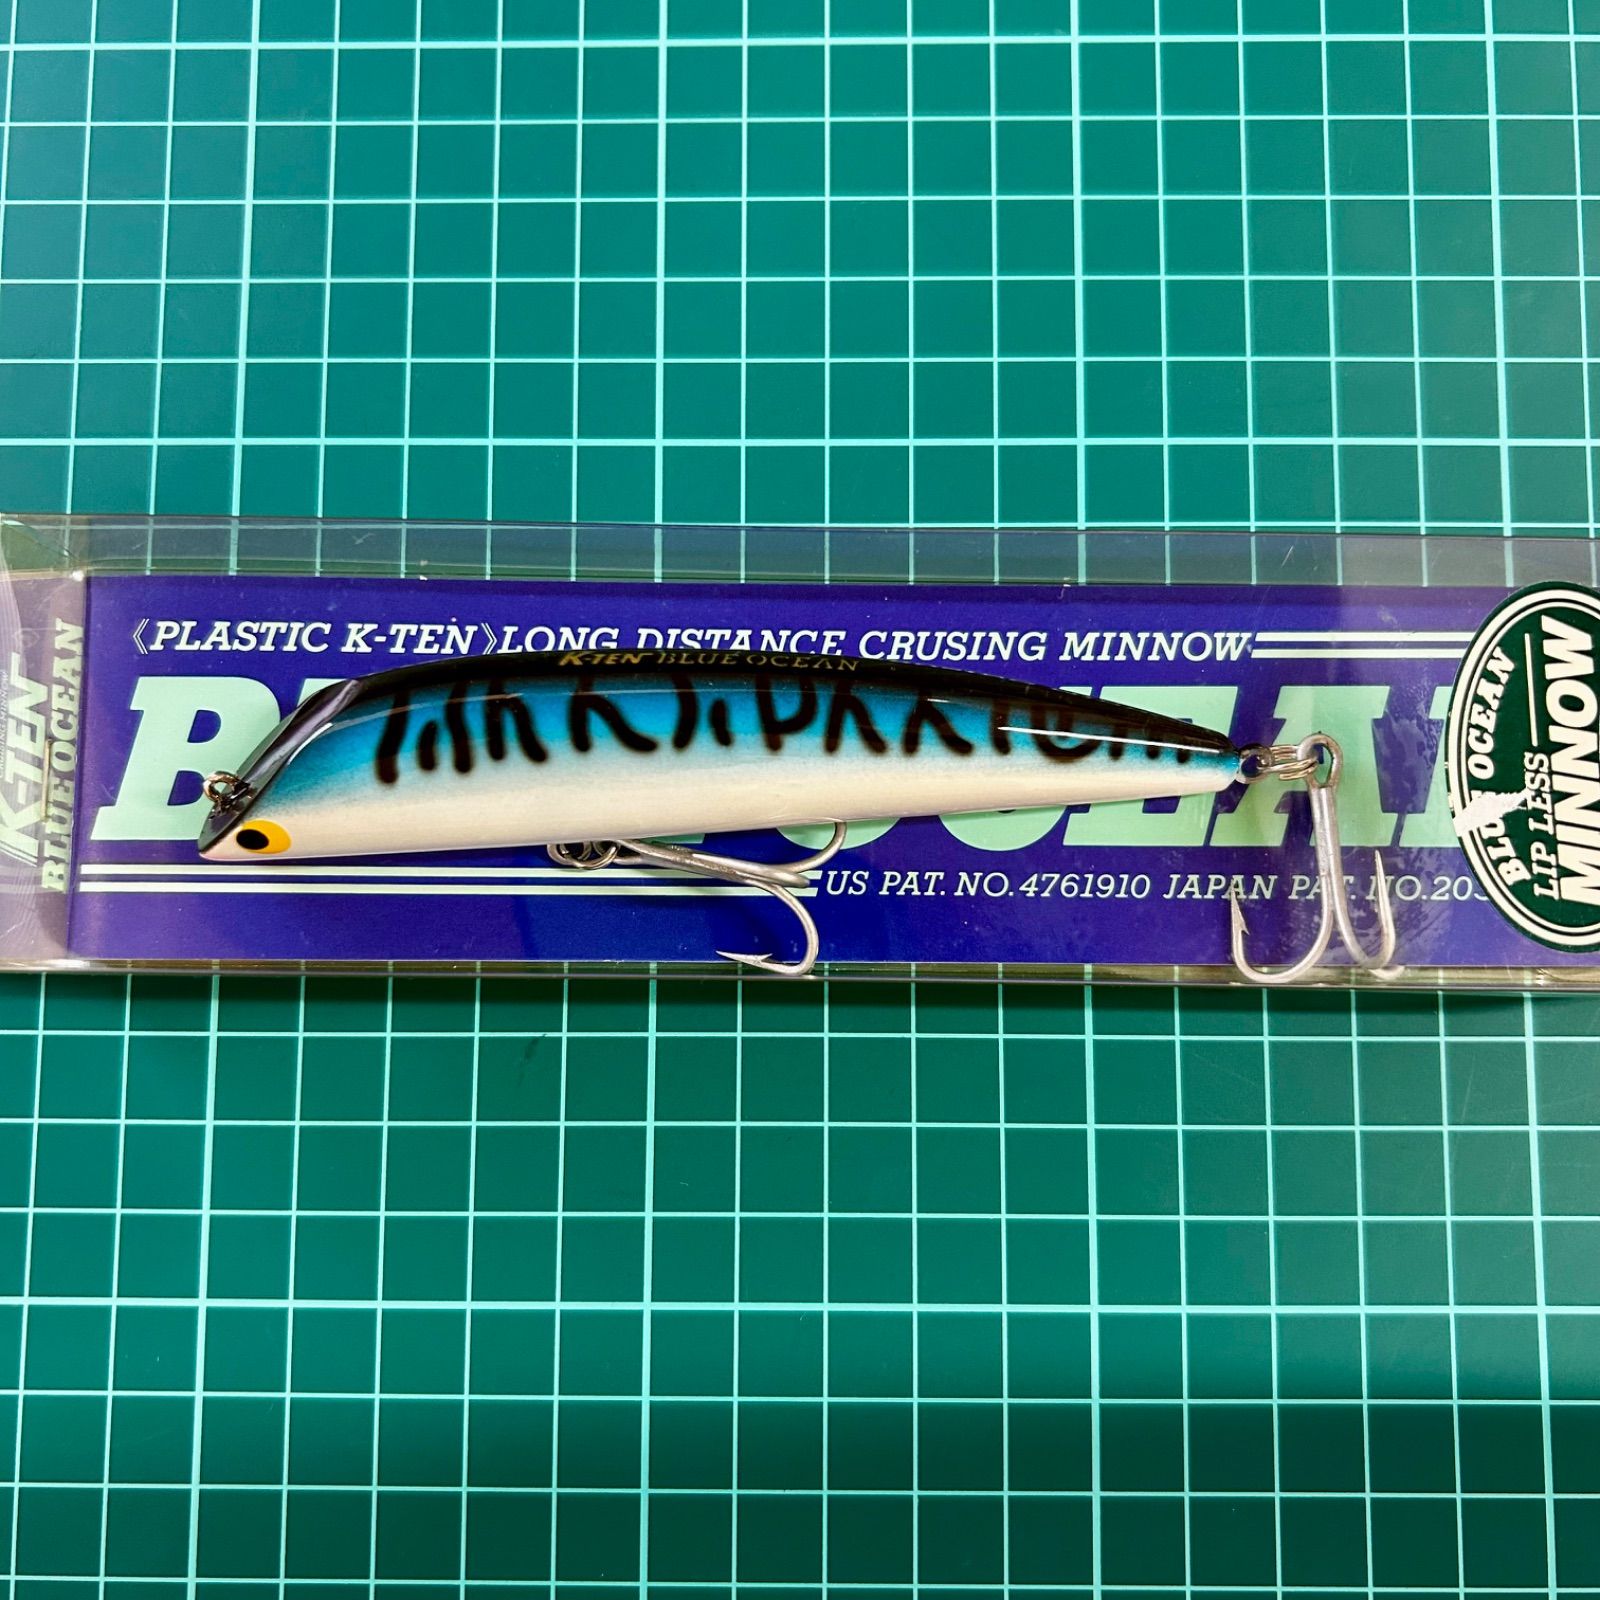 《PLASTIC K-TEN》LONG DISTANCE CRUSING MINNOW
K-TEN BLUE OCEAN
US PAT. NO.4761910 JAPAN PAT. NO.203
K-TEN
BLUE OCEAN
BLUE OCEAN
LIP LESS
MINNOW